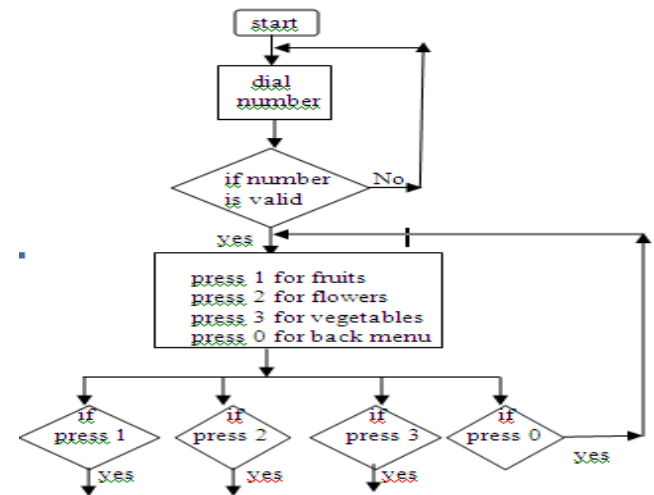 start
dial
number
if number
is valid
No
yes
press 1 for fruits
press 2 for flowers
press 3 for vegetables
press 0 for back menu
if
press 1
if
press 2
if
press 3
if
press 0
yes
yes
yes
yes